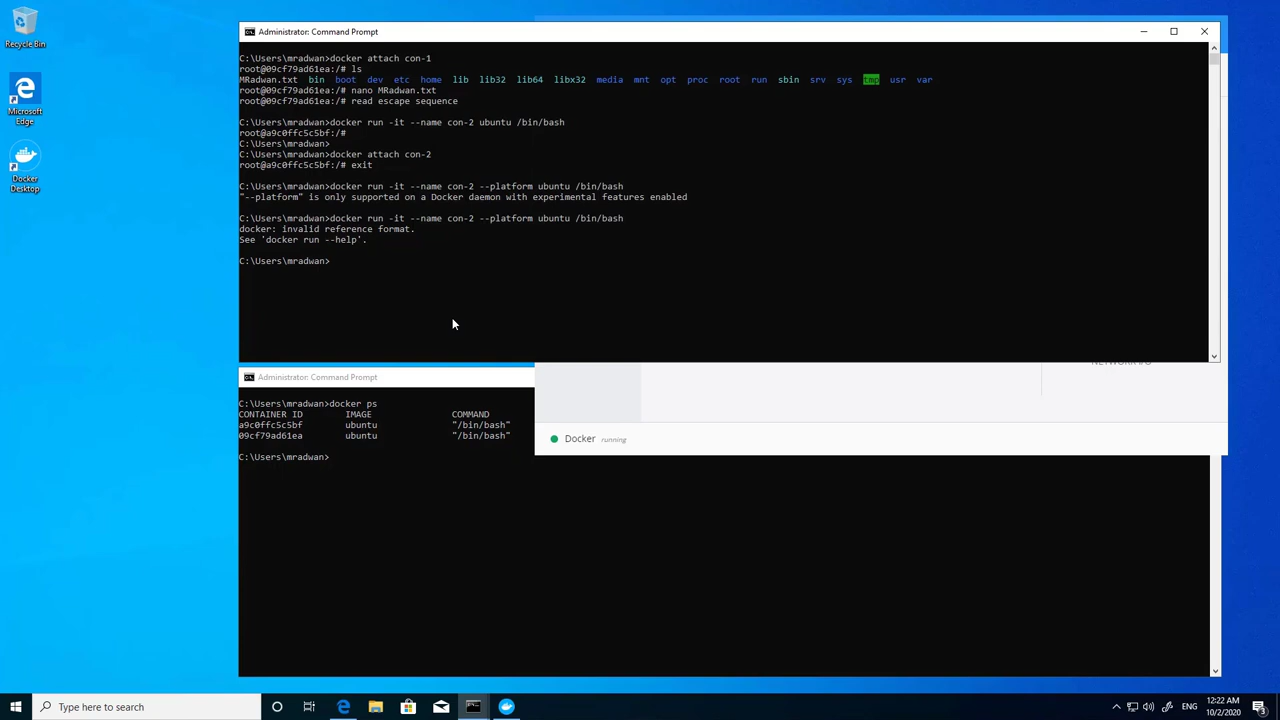 Recycle Bin
Microsoft
Edge
Docker
Desktop
Administrator: Command Prompt
C:\Users\mradwan>docker attach con-1
root@09cf79ad61ea:/# ls
MRadwan.txt bin boot dev etc home lib lib32 lib64 libx32 media mnt opt proc root run sbin srv sys tmp usr var
root@09cf79ad61ea:/# nano MRadwan.txt
root@09cf79ad61ea:/# read escape sequence
C:\Users\mradwan>docker run -it --name con-2 ubuntu /bin/bash
root@a9c0ffc5c5bf:/#
C:\Users\mradwan>
C:\Users\mradwan>docker attach con-2
root@a9c0ffc5c5bf:/# exit
C:\Users\mradwan>docker run -it --name con-2 --platform ubuntu /bin/bash
"--platform" is only supported on a Docker daemon with experimental features enabled
C:\Users\mradwan>docker run -it --name con-2 --platform ubuntu /bin/bash
docker: invalid reference format.
See 'docker run --help'.
C:\Users\mradwan>
NETWORK I/O
Administrator: Command Prompt
C:\Users\mradwan>docker ps
CONTAINER ID IMAGE COMMAND
a9c0ffc5c5bf ubuntu "/bin/bash"
09cf79ad61ea ubuntu "/bin/bash"
C:\Users\mradwan>
Docker running
Type here to search
ENG
12:22 AM
10/2/2020
3